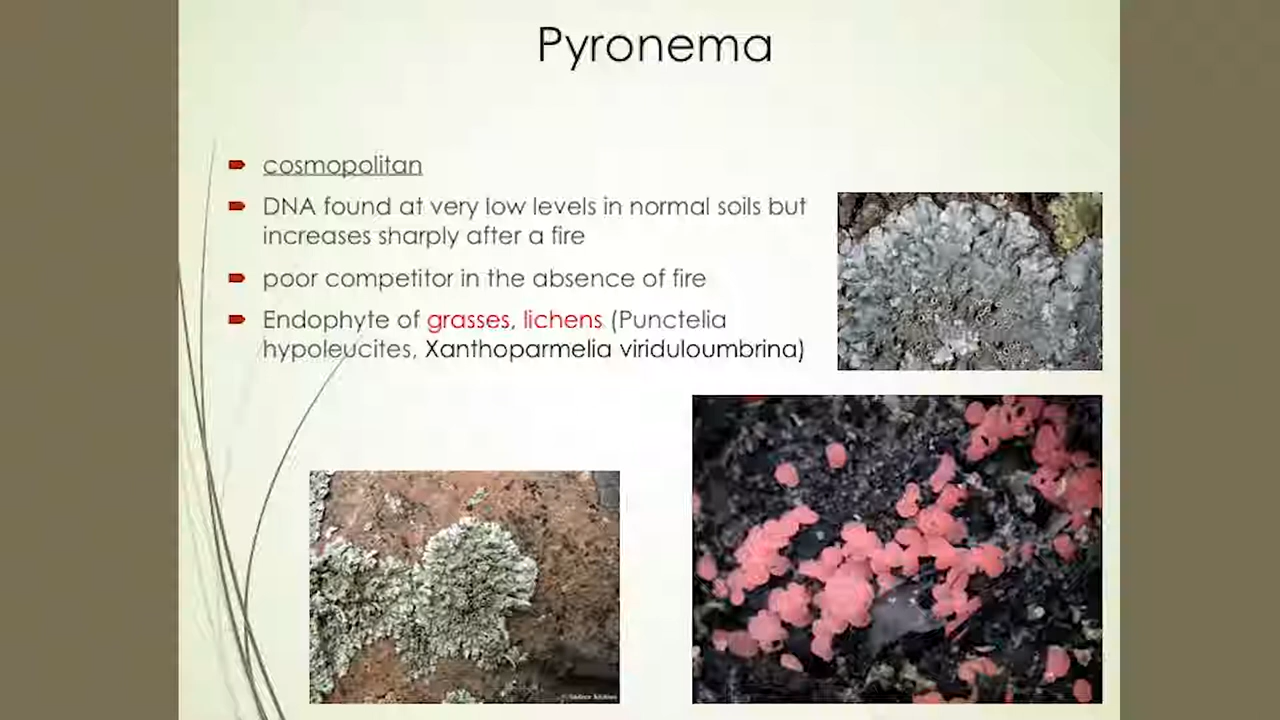 Pyronema
cosmopolitan
DNA found at very low levels in normal soils but
increases sharply after a fire
poor competitor in the absence of fire
Endophyte of grasses, lichens (Punctelia
hypoleucites, Xanthoparmelia viriduloumbrina)